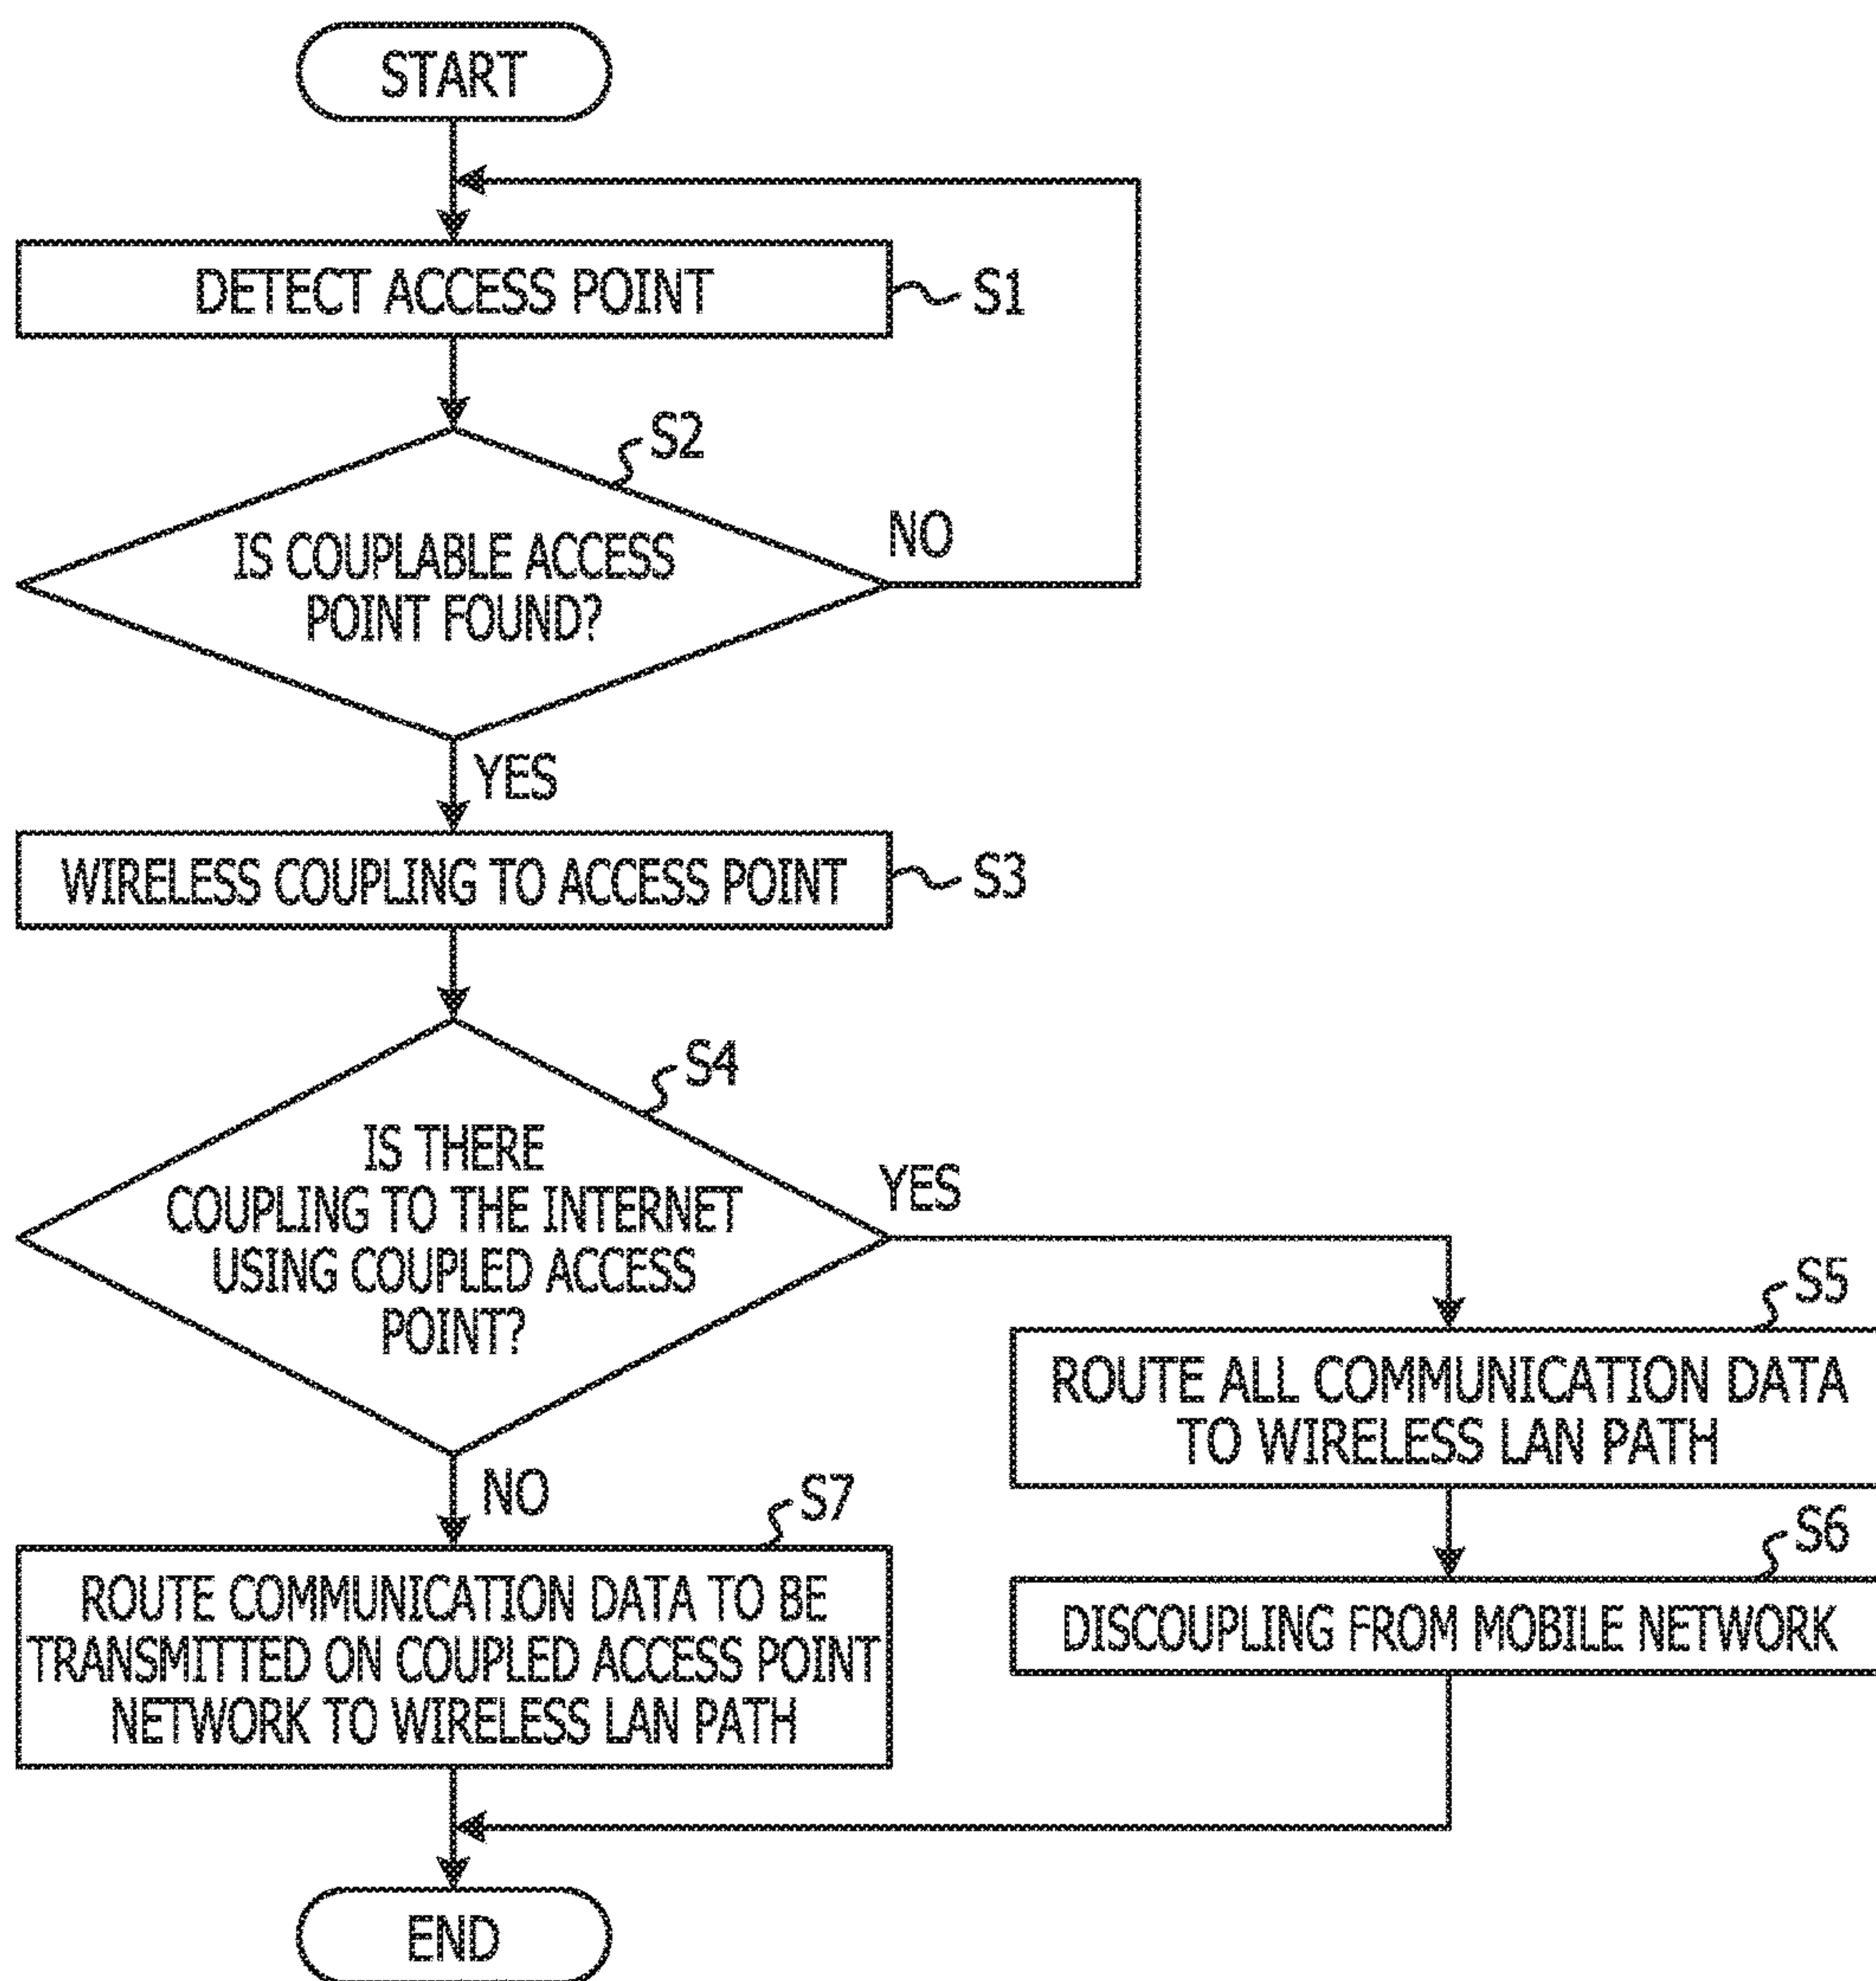 START
DETECT ACCESS POINT
S1
S2
IS COUPLABLE ACCESS
POINT FOUND?
NO
YES
WIRELESS COUPLING TO ACCESS POINT
S3
S4
IS THERE
COUPLING TO THE INTERNET
USING COUPLED ACCESS
POINT?
YES
NO
S5
ROUTE ALL COMMUNICATION DATA
TO WIRELESS LAN PATH
S6
DISCOUPLING FROM MOBILE NETWORK
S7
ROUTE COMMUNICATION DATA TO BE
TRANSMITTED ON COUPLED ACCESS POINT
NETWORK TO WIRELESS LAN PATH
END